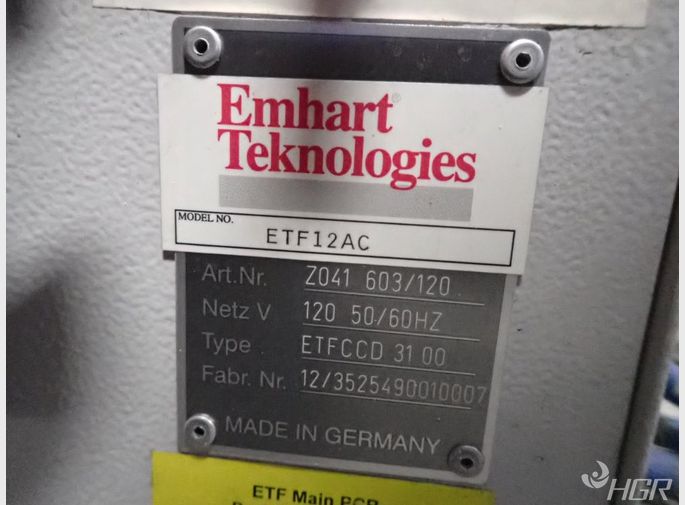 Emhart®
Teknologies
MODEL NO.
ETF12AC
Art.Nr. Z041 603/120
Netz V 120 50/60HZ
Type ETFCCD 31 00
Fabr. Nr. 12/3525490010007
MADE IN GERMANY
ETF Main PCB
HGR